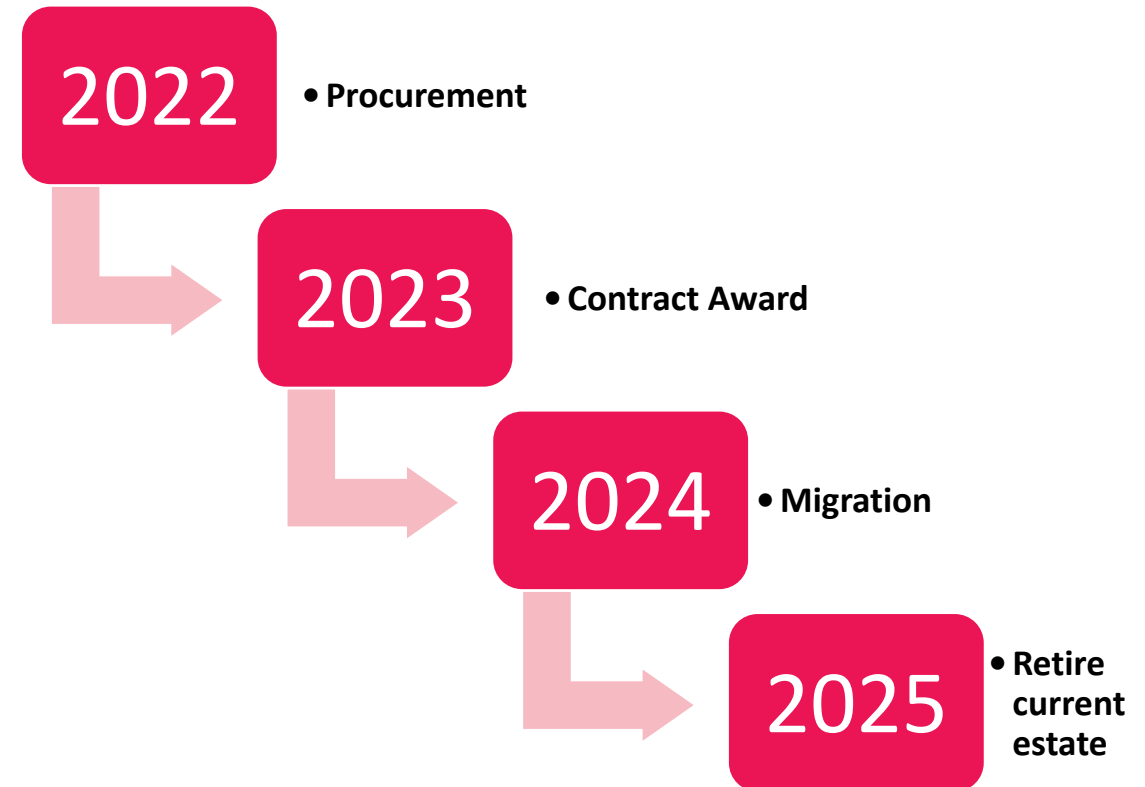 2022
• Procurement
2023
• Contract Award
2024
• Migration
2025
• Retire
current
estate